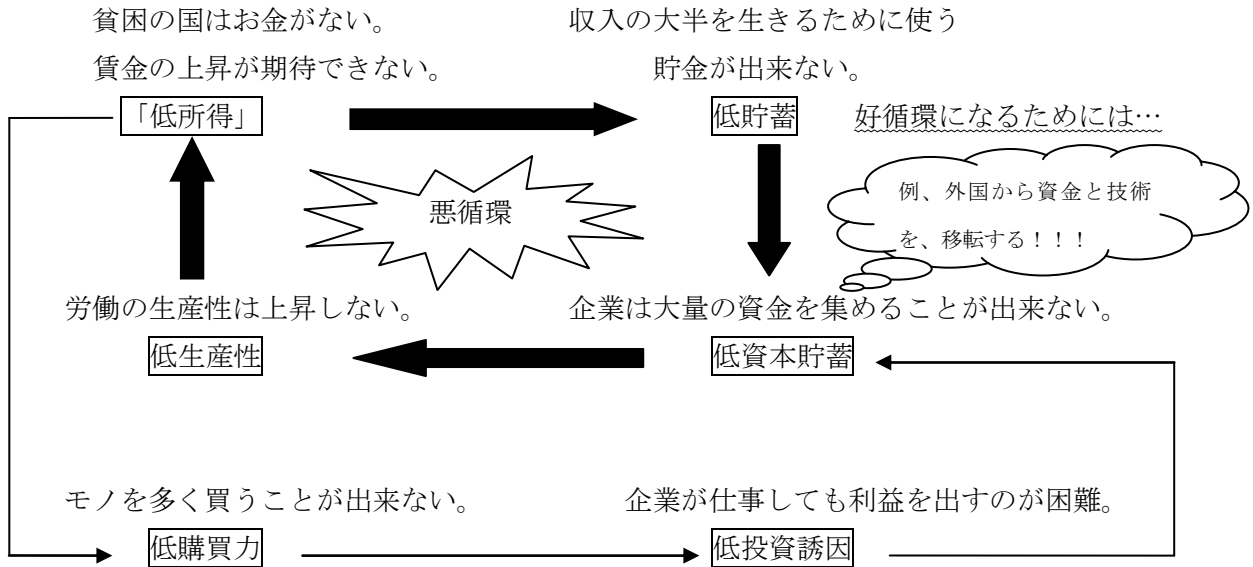 貧困の国はお金がない。
収入の大半を生きるために使う
賃金の上昇が期待できない。
貯金が出来ない。
「低所得」
低貯蓄
好循環になるためには…
悪循環
例、外国から資金と技術
を、移転する！！！
労働の生産性は上昇しない。
企業は大量の資金を集めることが出来ない。
低生産性
低資本貯蓄
モノを多く買うことが出来ない。
企業が仕事しても利益を出すのが困難。
低購買力
低投資誘因